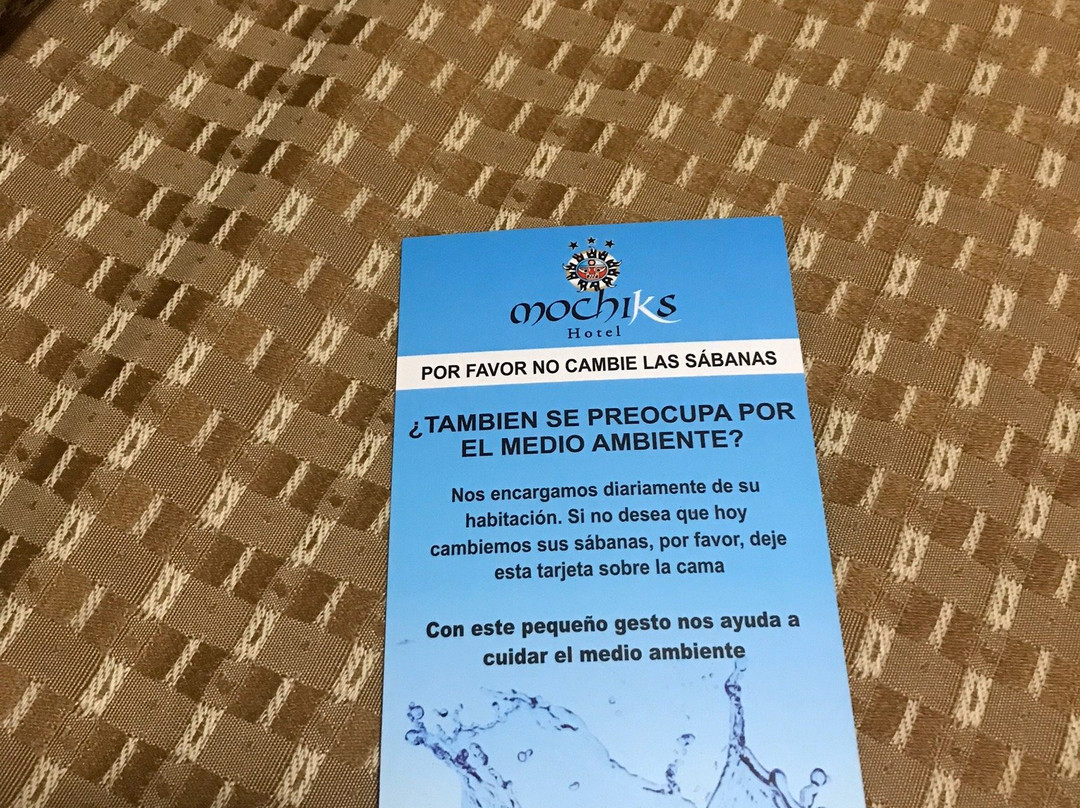 mochiks
Hotel
POR FAVOR NO CAMBIE LAS SÁBANAS
¿TAMBIEN SE PREOCUPA POR
EL MEDIO AMBIENTE?
Nos encargamos diariamente de su
habitación. Si no desea que hoy
cambiemos sus sábanas, por favor, deje
esta tarjeta sobre la cama
Con este pequeño gesto nos ayuda a
cuidar el medio ambiente